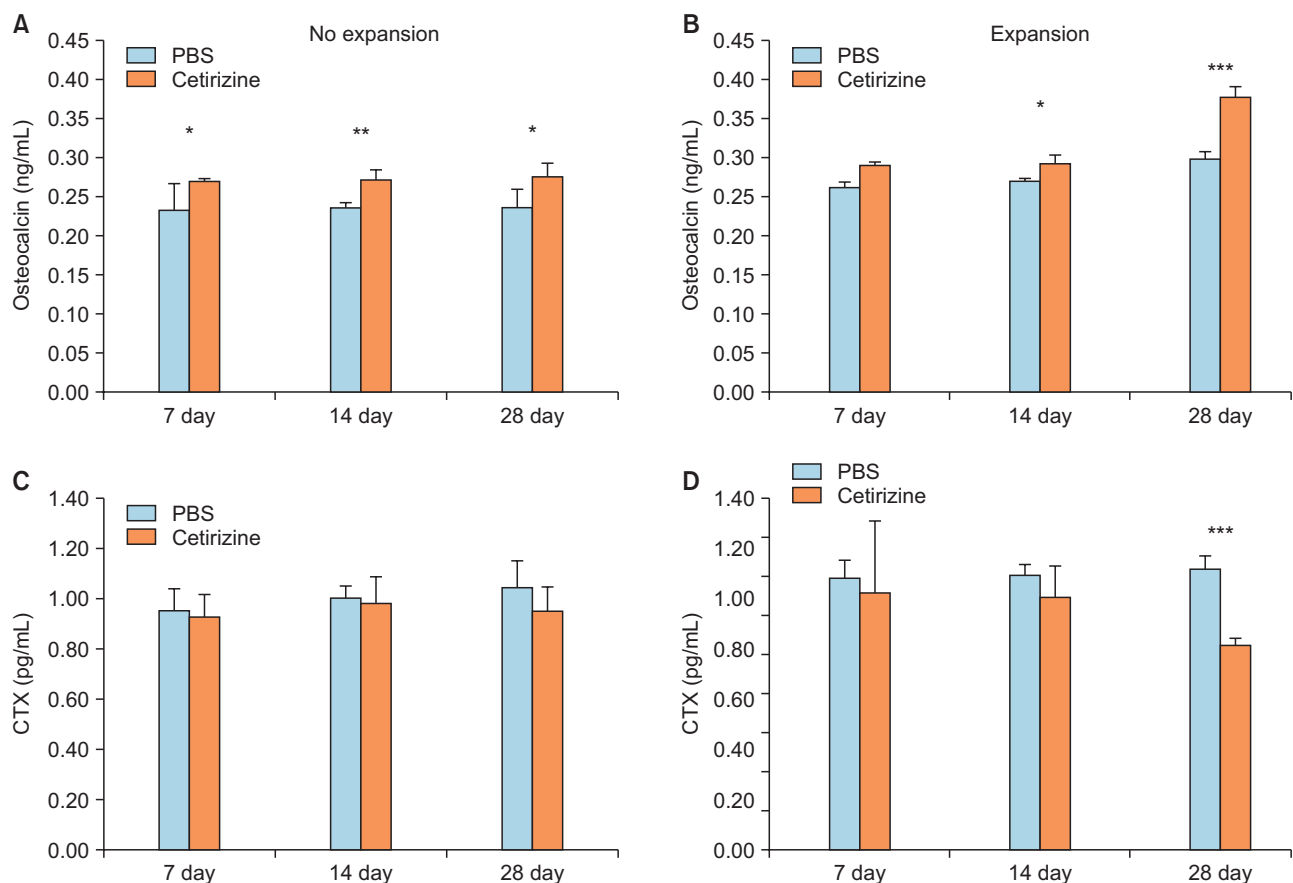 A
No expansion
PBS
Cetirizine
Osteocalcin (ng/mL)
0.45
0.40
0.35
0.30
0.25
0.20
0.15
0.10
0.05
0.00
*
**
*
7 day
14 day
28 day
B
Expansion
PBS
Cetirizine
Osteocalcin (ng/mL)
0.45
0.40
0.35
0.30
0.25
0.20
0.15
0.10
0.05
0.00
*
***
7 day
14 day
28 day
C
PBS
Cetirizine
CTX (pg/mL)
1.40
1.20
1.00
0.80
0.60
0.40
0.20
0.00
7 day
14 day
28 day
D
PBS
Cetirizine
CTX (pg/mL)
1.40
1.20
1.00
0.80
0.60
0.40
0.20
0.00
***
7 day
14 day
28 day